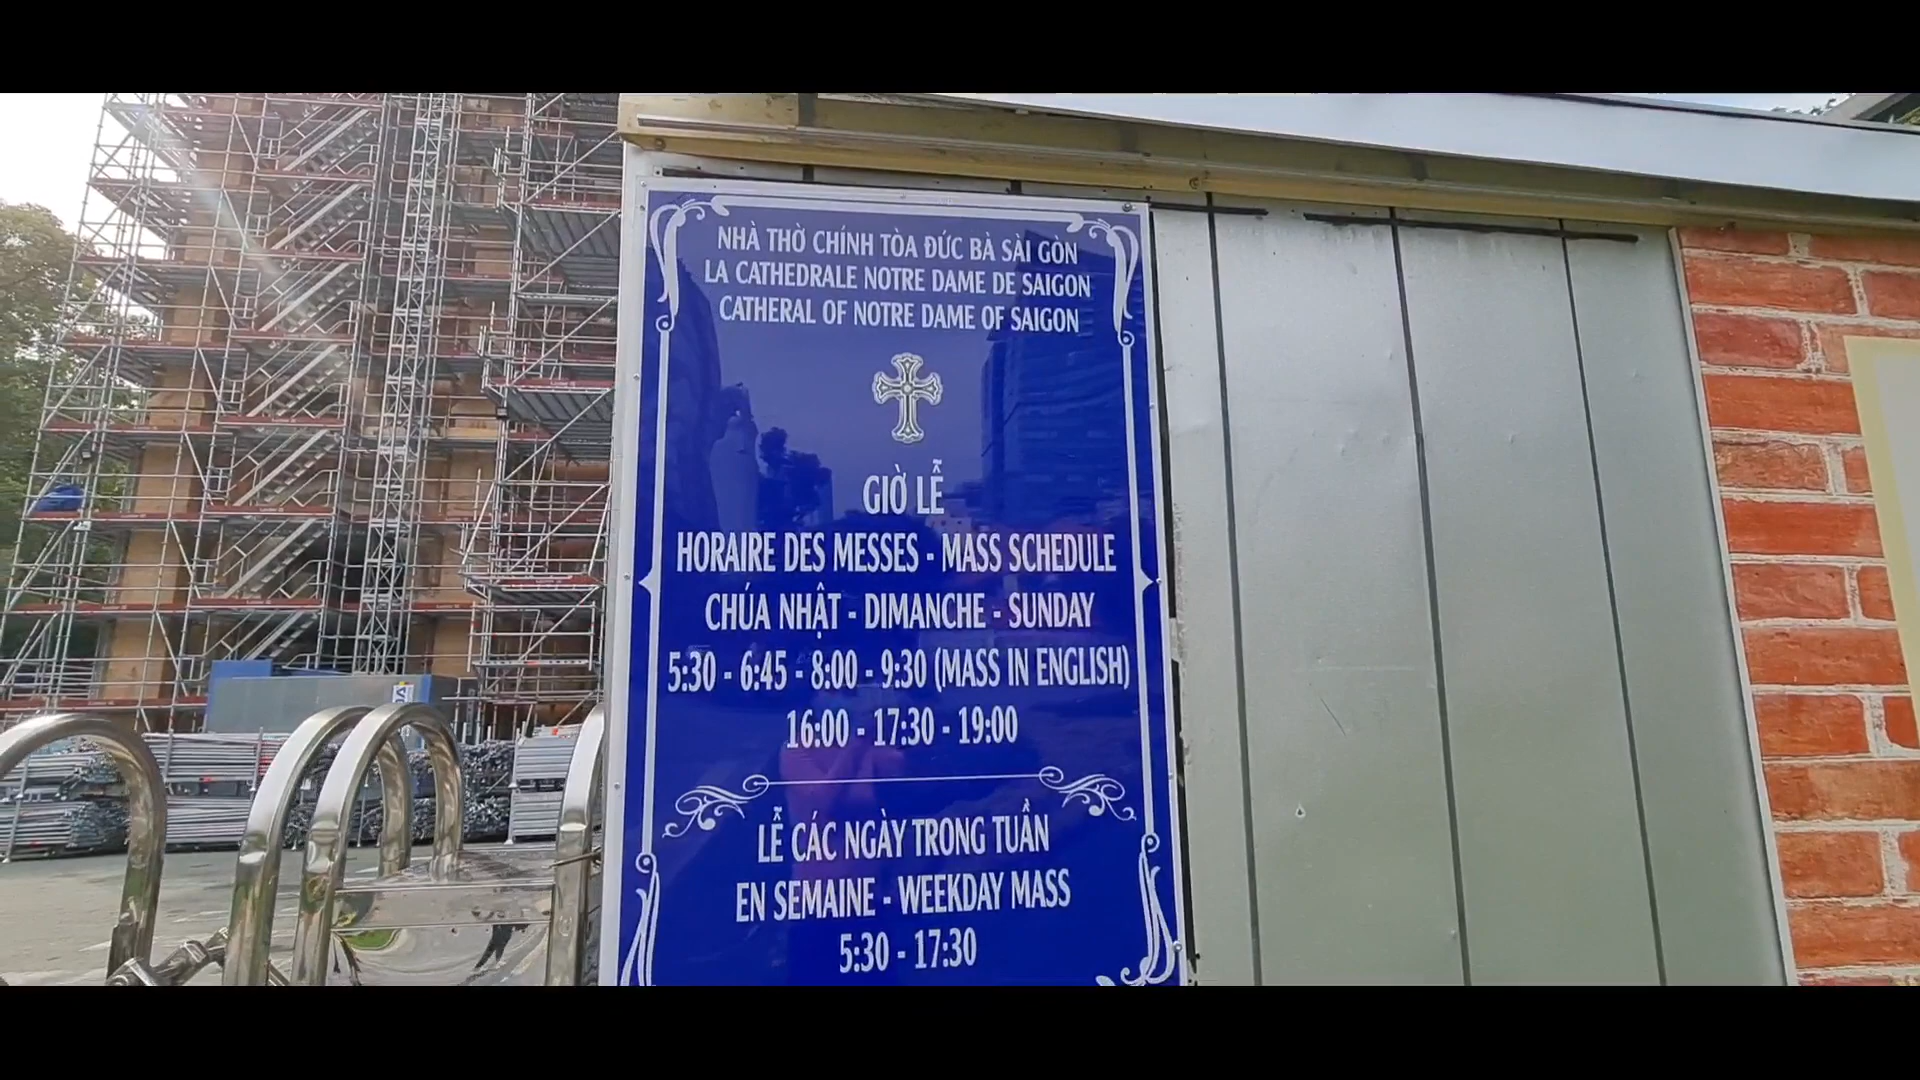 NHÀ THỜ CHÍNH TÒA ĐỨC BÀ SÀI GÒN
LA CATHEDRALE NOTRE DAME DE SAIGON
CATHERAL OF NOTRE DAME OF SAIGON
GIỜ LỄ
HORAIRE DES MESSES - MASS SCHEDULE
CHÚA NHẬT - DIMANCHE - SUNDAY
5:30 - 6:45 - 8:00 - 9:30 (MASS IN ENGLISH)
16:00 - 17:30 - 19:00
LỄ CÁC NGÀY TRONG TUẦN
EN SEMAINE - WEEKDAY MASS
5:30 - 17:30